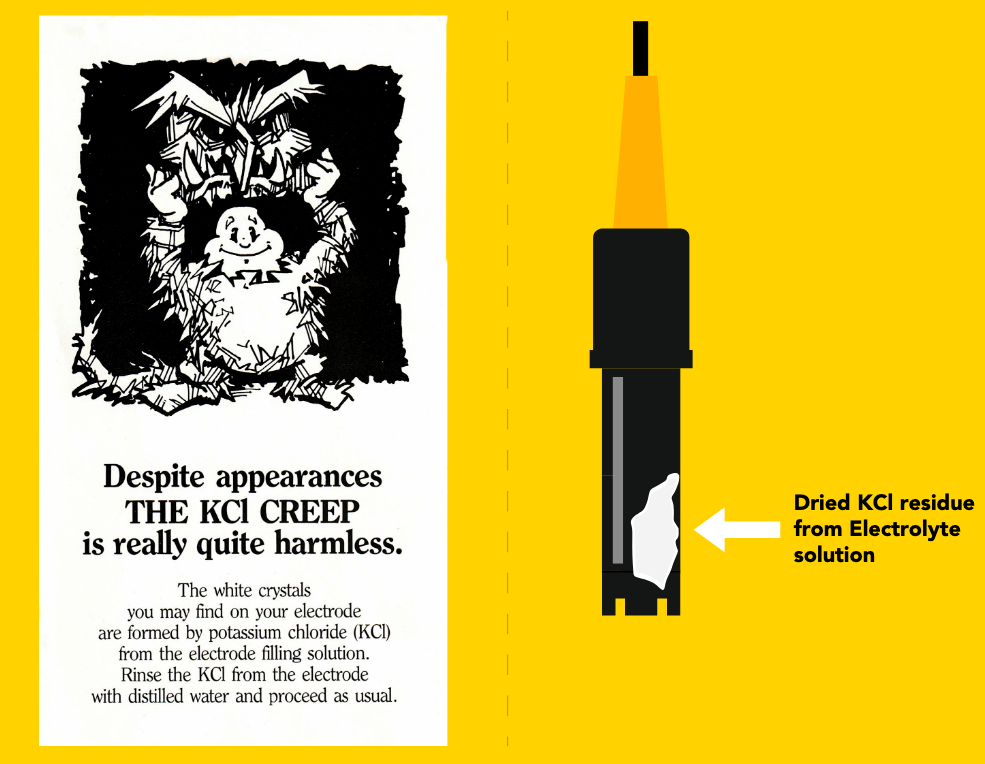 Despite appearances
THE KCl CREEP
is really quite harmless.
The white crystals
you may find on your electrode
are formed by potassium chloride (KCl)
from the electrode filling solution.
Rinse the KCl from the electrode
with distilled water and proceed as usual.
Dried KCl residue
from Electrolyte
solution